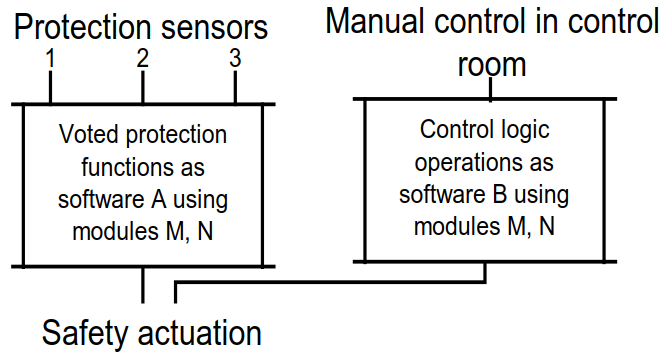 Protection sensors
1 2 3
Voted protection
functions as
software A using
modules M, N
Manual control in control
room
Control logic
operations as
software B using
modules M, N
Safety actuation